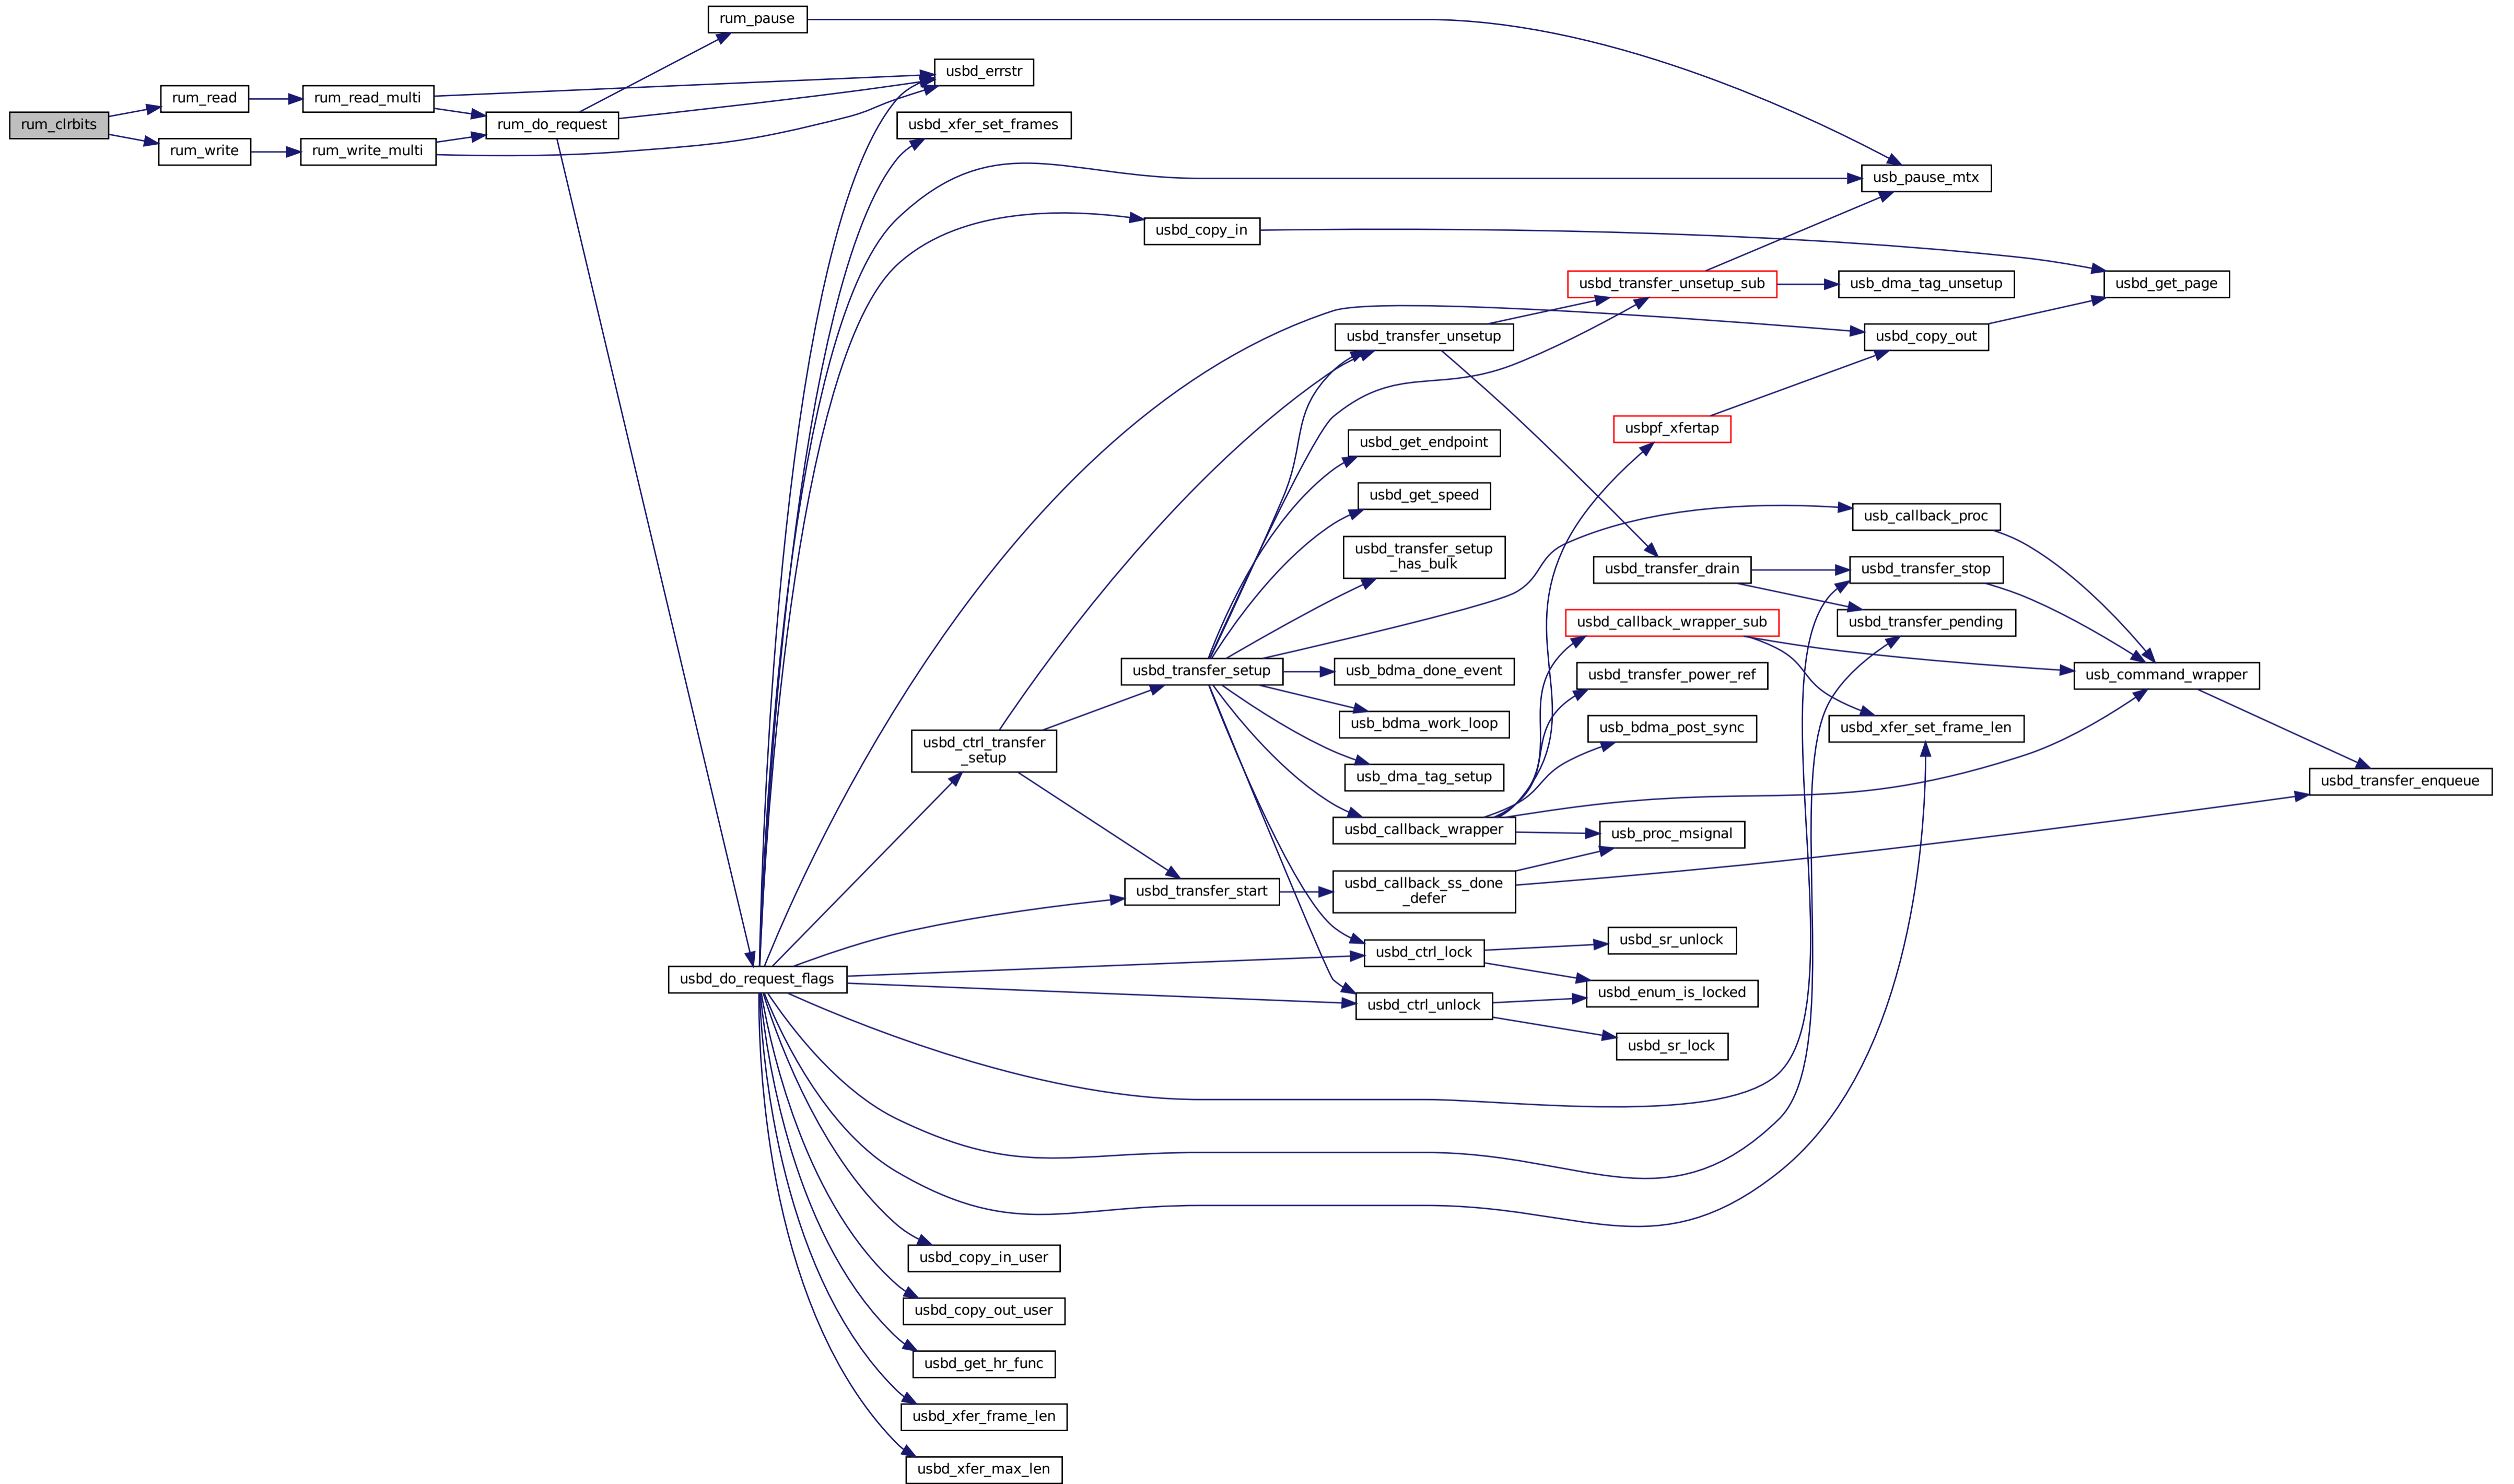 rum_pause
usbd_errstr
rum_read
rum_read_multi
rum_clrbits
rum_do_request
usbd_xfer_set_frames
rum_write
rum_write_multi
usb_pause_mtx
usbd_copy_in
usbd_transfer_unsetup_sub
usb_dma_tag_unsetup
usbd_get_page
usbd_transfer_unsetup
usbd_copy_out
usbpf_xfertap
usbd_get_endpoint
usbd_get_speed
usb_callback_proc
usbd_transfer_setup
_has_bulk
usbd_transfer_drain
usbd_transfer_stop
usbd_callback_wrapper_sub
usbd_transfer_pending
usbd_transfer_setup
usb_bdma_done_event
usbd_transfer_power_ref
usb_command_wrapper
usb_bdma_work_loop
usb_bdma_post_sync
usbd_xfer_set_frame_len
usbd_ctrl_transfer
_setup
usb_dma_tag_setup
usbd_transfer_enqueue
usbd_callback_wrapper
usb_proc_msignal
usbd_transfer_start
usbd_callback_ss_done
_defer
usbd_ctrl_lock
usbd_sr_unlock
usbd_do_request_flags
usbd_ctrl_unlock
usbd_enum_is_locked
usbd_sr_lock
usbd_copy_in_user
usbd_copy_out_user
usbd_get_hr_func
usbd_xfer_frame_len
usbd_xfer_max_len